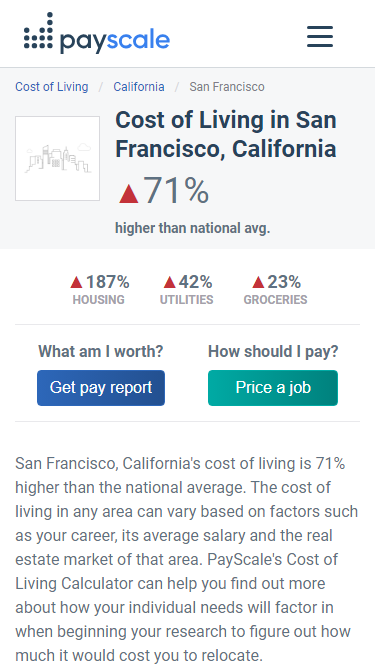 payscale
Cost of Living / California / San Francisco
Cost of Living in San
Francisco, California
▲71%
higher than national avg.
▲187% ▲42% ▲23%
HOUSING UTILITIES GROCERIES
What am I worth? How should I pay?
Get pay report Price a job
San Francisco, California's cost of living is 71%
higher than the national average. The cost of
living in any area can vary based on factors such
as your career, its average salary and the real
estate market of that area. PayScale's Cost of
Living Calculator can help you find out more
about how your individual needs will factor in
when beginning your research to figure out how
much it would cost you to relocate.